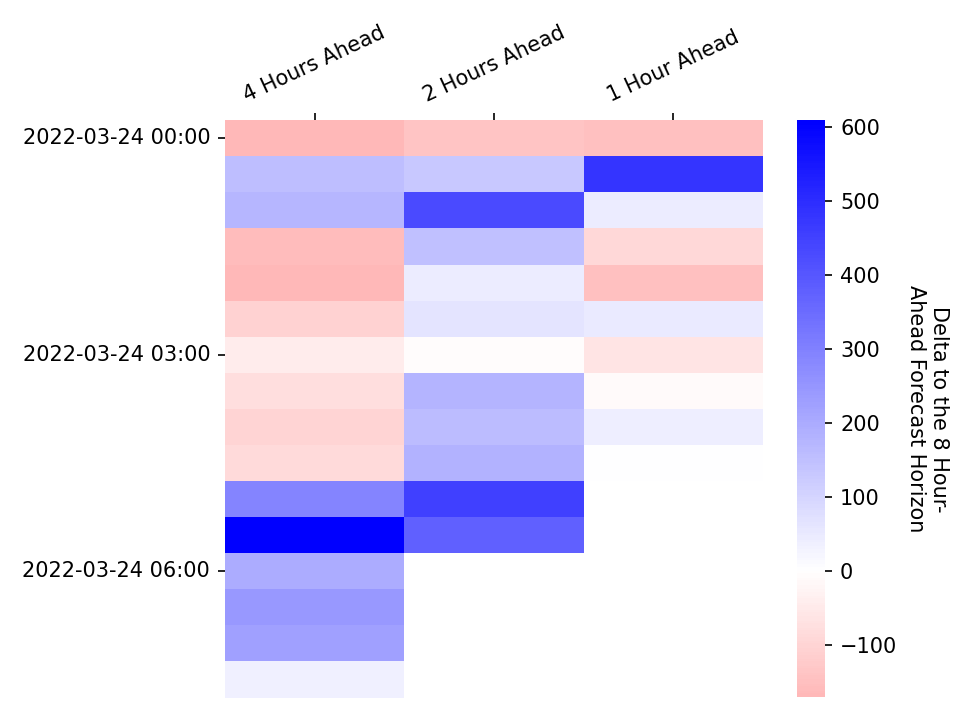 4 Hours Ahead
2 Hours Ahead
1 Hour Ahead
2022-03-24 00:00
2022-03-24 03:00
2022-03-24 06:00
600
500
400
300
200
100
0
−100
Delta to the 8 Hour-
Ahead Forecast Horizon